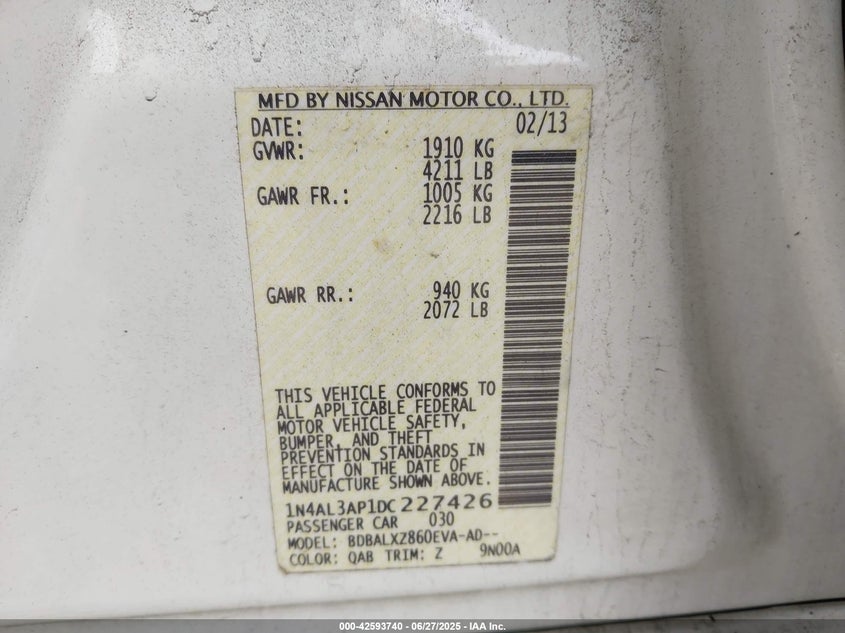 MFD BY NISSAN MOTOR CO., LTD.
DATE: 02/13
GVWR: 1910 KG
4211 LB
GAWR FR.: 1005 KG
2216 LB
GAWR RR.: 940 KG
2072 LB
THIS VEHICLE CONFORMS TO
ALL APPLICABLE FEDERAL
MOTOR VEHICLE SAFETY,
BUMPER, AND THEFT
PREVENTION STANDARDS IN
EFFECT ON THE DATE OF
MANUFACTURE SHOWN ABOVE.
1N4AL3AP1DC227426
PASSENGER CAR 030
MODEL: BDBALXZ860EVA-AD--
COLOR: QAB TRIM: Z 9N00A
000-42593740 - 06/27/2025 - IAA Inc.